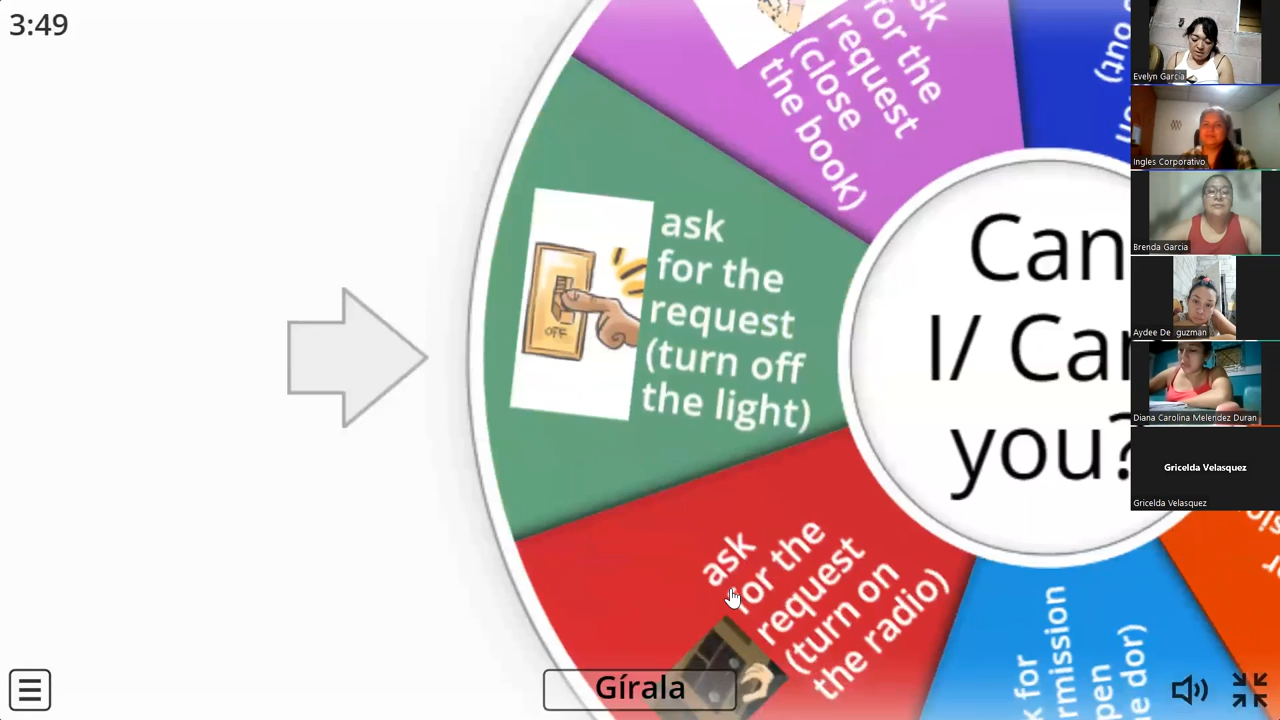 3:49
ask
for the
request
(close
the book)
ask
for the
request
(turn off
the light)
OFF
ask
for the
request
(turn on
the radio)
Can
I/ Can
you?
Gírala
Evelyn Garcia
Ingles Corporativo
Brenda Garcia
Aydee De guzman
Diana Carolina Melendez Duran
Gricelda Velasquez
Gricelda Velasquez